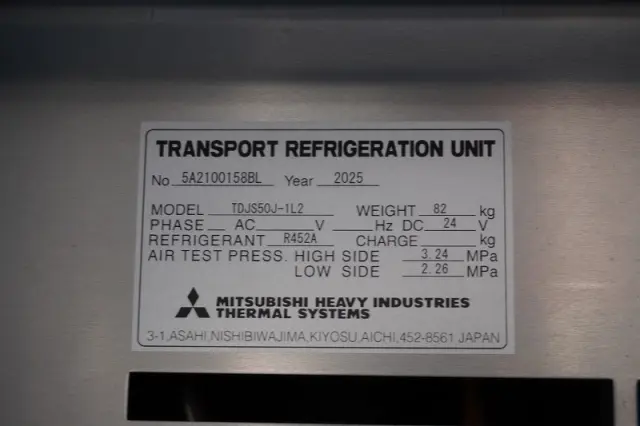 TRANSPORT REFRIGERATION UNIT
No 5A2100158BL Year 2025
MODEL TDJS50J-1L2 WEIGHT 82 kg
PHASE AC V Hz DC 24 V
REFRIGERANT R452A CHARGE kg
AIR TEST PRESS. HIGH SIDE 3.24 MPa
LOW SIDE 2.26 MPa
MITSUBISHI HEAVY INDUSTRIES
THERMAL SYSTEMS
3-1,ASAHI,NISHIBIWAJIMA,KIYOSU,AICHI,452-8561 JAPAN